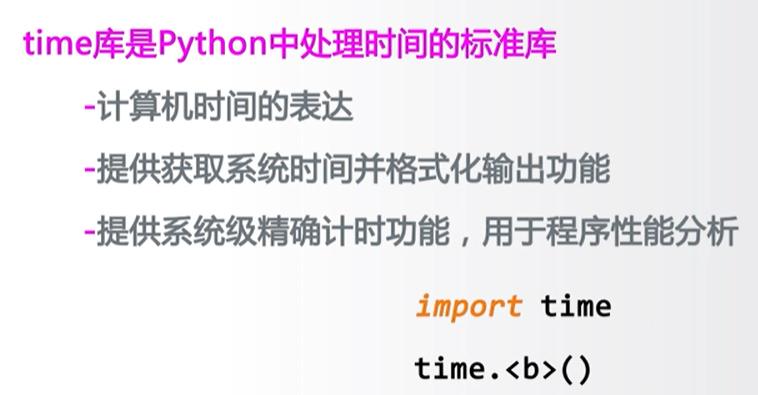 time库是Python中处理时间的标准库
-计算机时间的表达
-提供获取系统时间并格式化输出功能
-提供系统级精确计时功能，用于程序性能分析
import time
time.<b>()